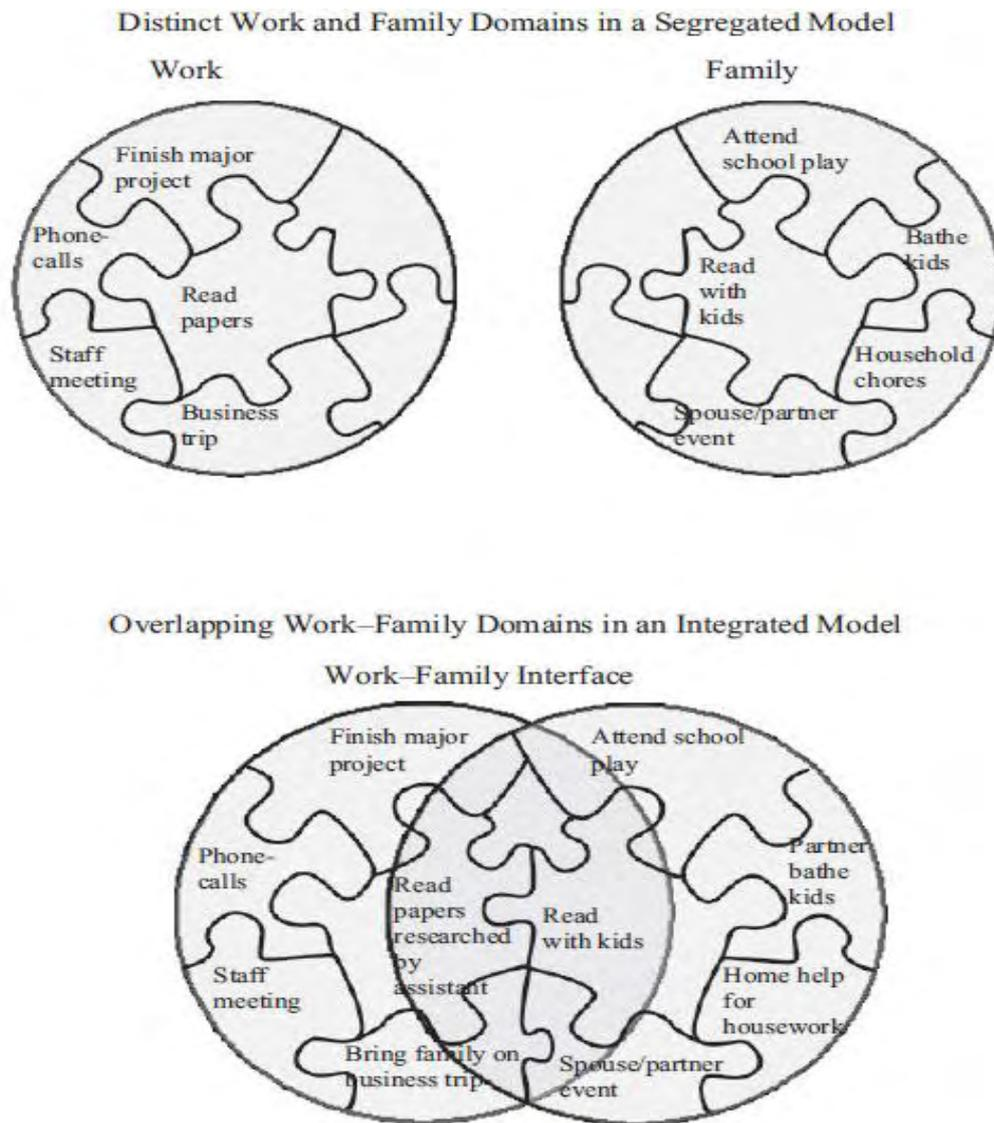 Distinct Work and Family Domains in a Segregated Model
Work
Family
Finish major
project
Phone-
calls
Read
papers
Staff
meeting
Business
trip
Attend
school play
Bathe
kids
Read
with
kids
Household
chores
Spouse/partner
event
Overlapping Work–Family Domains in an Integrated Model
Work–Family Interface
Finish major
project
Attend school
play
Phone-
calls
Read
papers
researched
by
assistant
Read
with kids
Partner
bathe
kids
Staff
meeting
Home help
for
housework
Bring family on
business trip
Spouse/partner
event